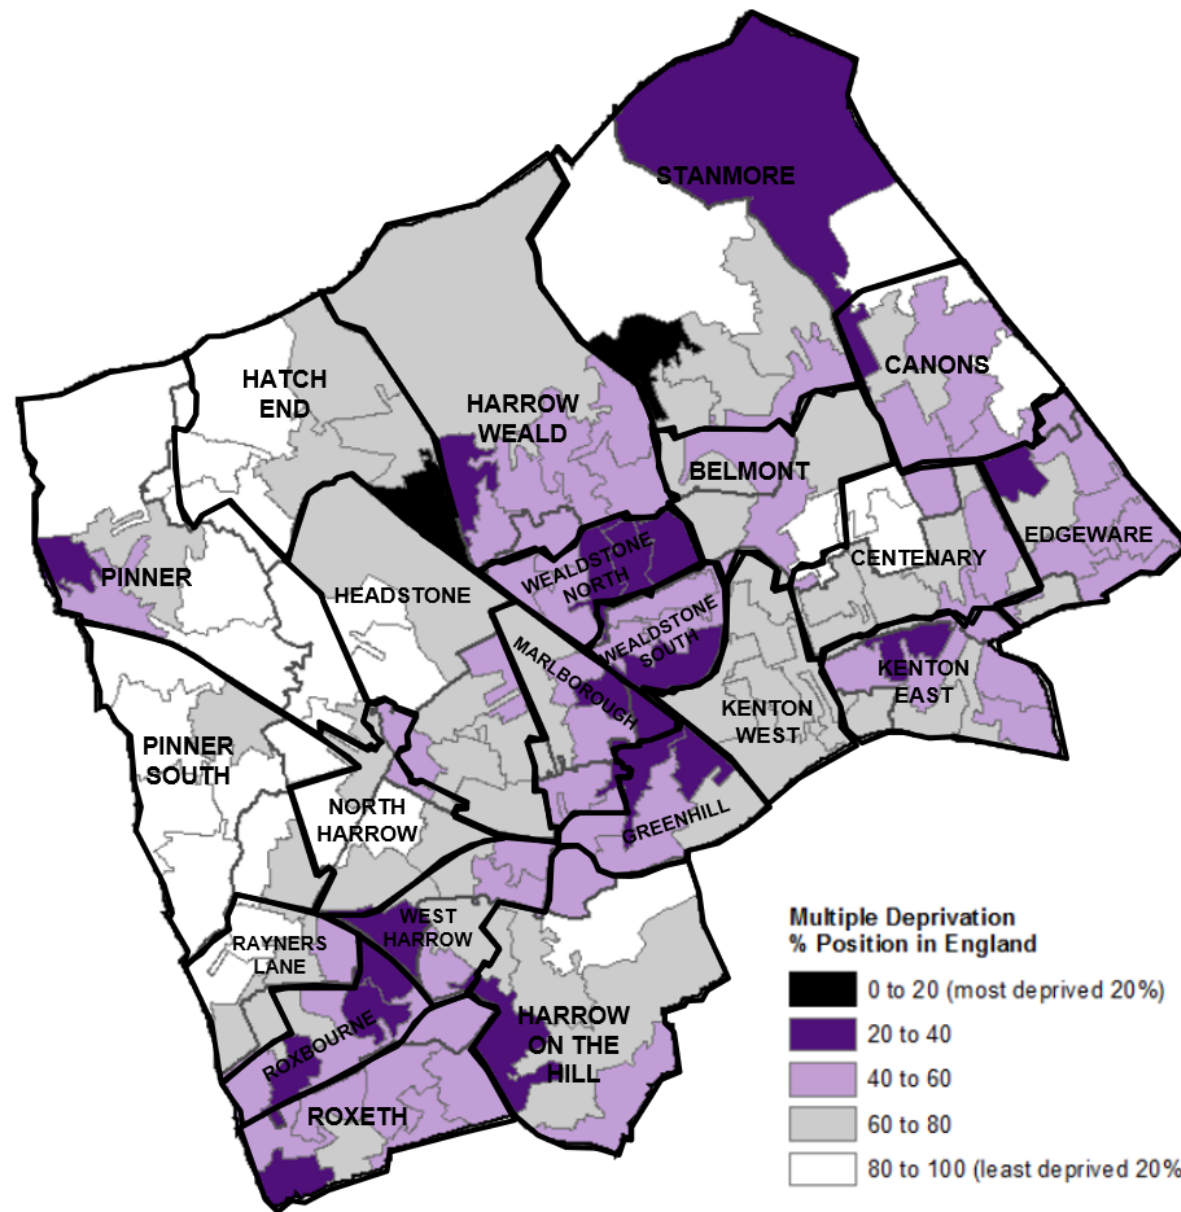 STANMORE
CANONS
HATCH
END
HARROW
WEALD
BELMONT
EDGEWARE
CENTENARY
WEALDSTONE
NORTH
PINNER
HEADSTONE
WEALDSTONE
SOUTH
MARLBOROUGH
KENTON
EAST
KENTON
WEST
PINNER
SOUTH
NORTH
HARROW
GREENHILL
WEST
HARROW
RAYNERS
LANE
HARROW
ON THE
HILL
ROXBOURNE
ROXETH
Multiple Deprivation
% Position in England
0 to 20 (most deprived 20%)
20 to 40
40 to 60
60 to 80
80 to 100 (least deprived 20%